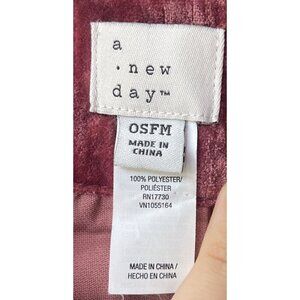 a
. new
day™
OSFM
MADE IN
CHINA
100% POLYESTER/
POLIÉSTER
RN17730
VN1055164
MADE IN CHINA /
HECHO EN CHINA